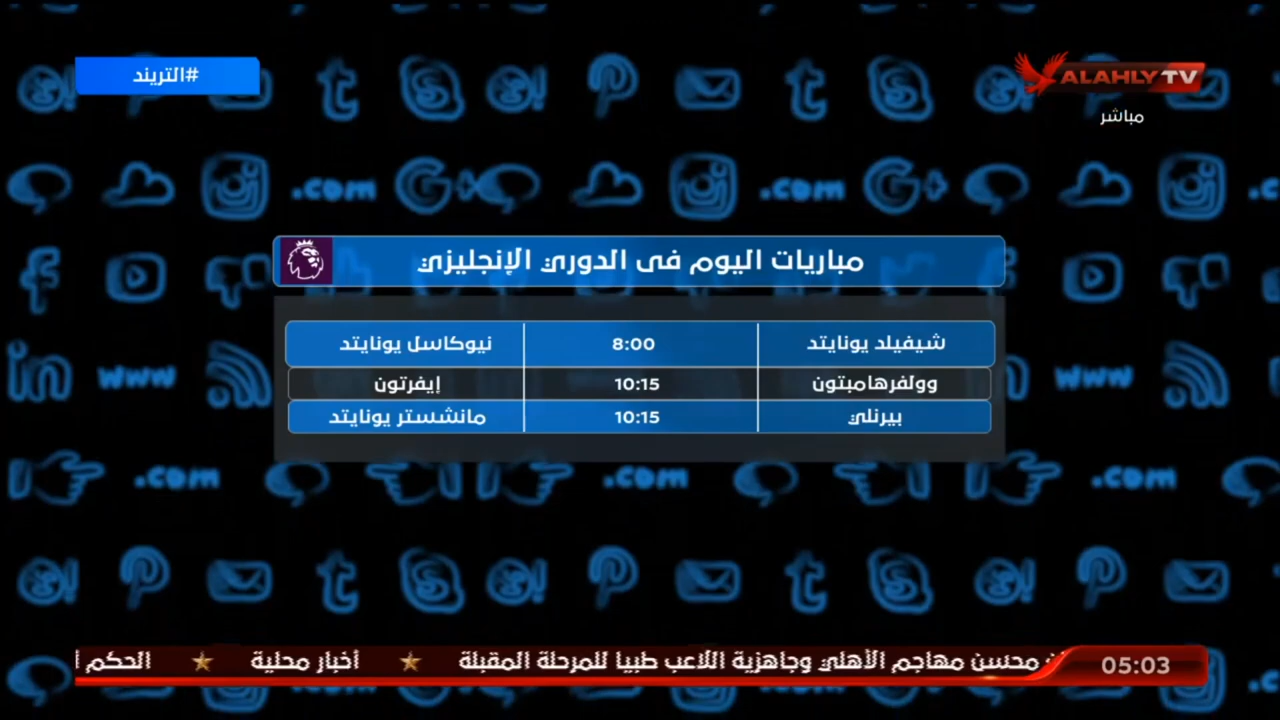 #التريند
ALAHLY TV
مباشر
مباريات اليوم فى الدوري الإنجليزي
شيفيلد يونايتد 8:00 نيوكاسل يونايتد
وولفرهامبتون 10:15 إيفرتون
بيرنلي 10:15 مانشستر يونايتد
05:03 محسن مهاجم الأهلي وجاهزية اللاعب طبيا للمرحلة المقبلة ★ أخبار محلية ★ الحكم